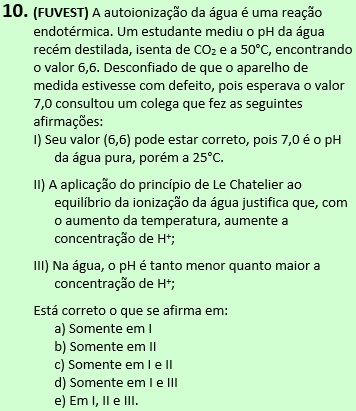 10. (FUVEST) A autoionização da água é uma reação
endotérmica. Um estudante mediu o pH da água
recém destilada, isenta de CO₂ e a 50°C, encontrando
o valor 6,6. Desconfiado de que o aparelho de
medida estivesse com defeito, pois esperava o valor
7,0 consultou um colega que fez as seguintes
afirmações:
I) Seu valor (6,6) pode estar correto, pois 7,0 é o pH
da água pura, porém a 25°C.
II) A aplicação do princípio de Le Chatelier ao
equilíbrio da ionização da água justifica que, com
o aumento da temperatura, aumente a
concentração de H⁺;
III) Na água, o pH é tanto menor quanto maior a
concentração de H⁺;
Está correto o que se afirma em:
a) Somente em I
b) Somente em II
c) Somente em I e II
d) Somente em I e III
e) Em I, II e III.